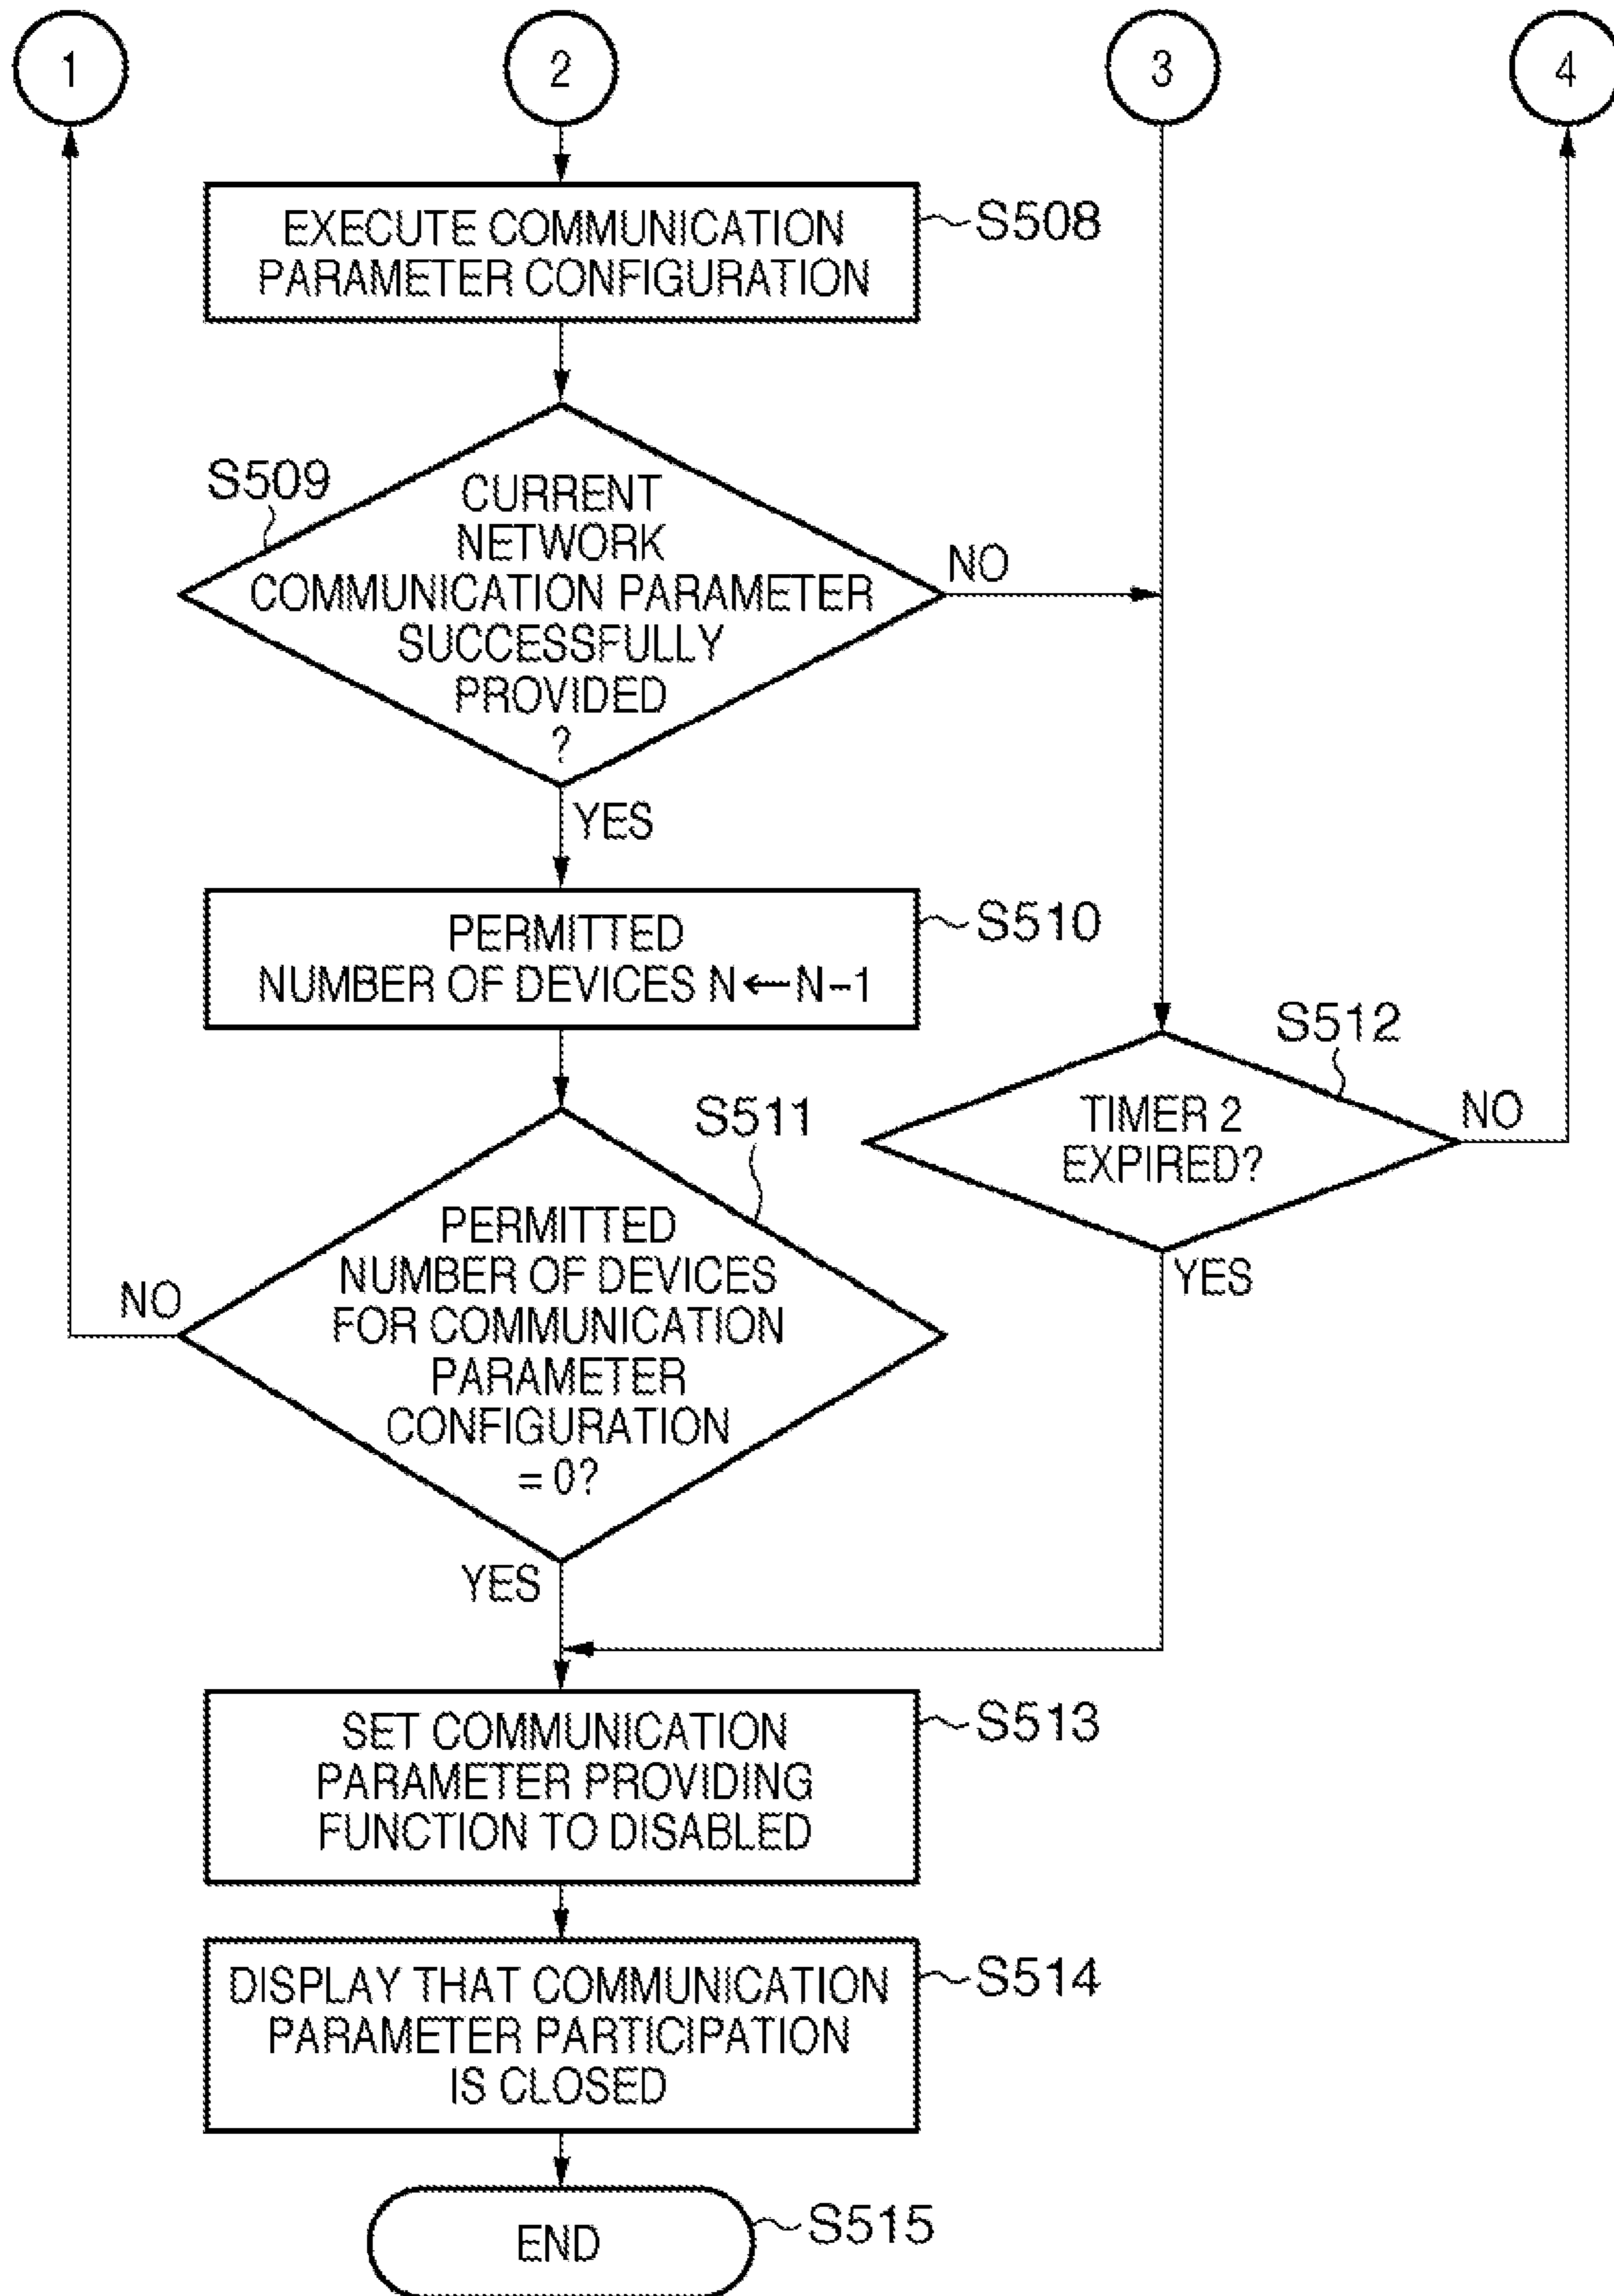 1
2
3
4
EXECUTE COMMUNICATION
PARAMETER CONFIGURATION
S508
S509
CURRENT
NETWORK
COMMUNICATION PARAMETER
SUCCESSFULLY
PROVIDED
?
NO
YES
PERMITTED
NUMBER OF DEVICES N←N-1
S510
S511
PERMITTED
NUMBER OF DEVICES
FOR COMMUNICATION
PARAMETER
CONFIGURATION
= 0?
NO
YES
S512
TIMER 2
EXPIRED?
NO
YES
SET COMMUNICATION
PARAMETER PROVIDING
FUNCTION TO DISABLED
S513
DISPLAY THAT COMMUNICATION
PARAMETER PARTICIPATION
IS CLOSED
S514
END
S515